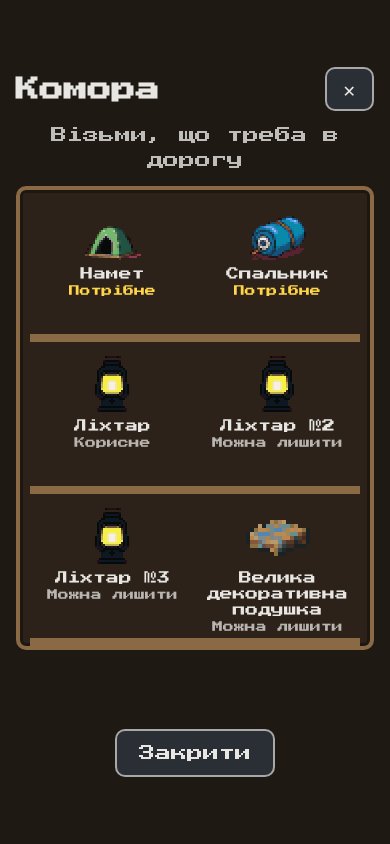 Комора
×
Візьми, що треба в
дорогу
Намет
Потрібне
Спальник
Потрібне
Ліхтар
Корисне
Ліхтар №2
Можна лишити
Ліхтар №3
Можна лишити
Велика
декоративна
подушка
Можна лишити
Закрити